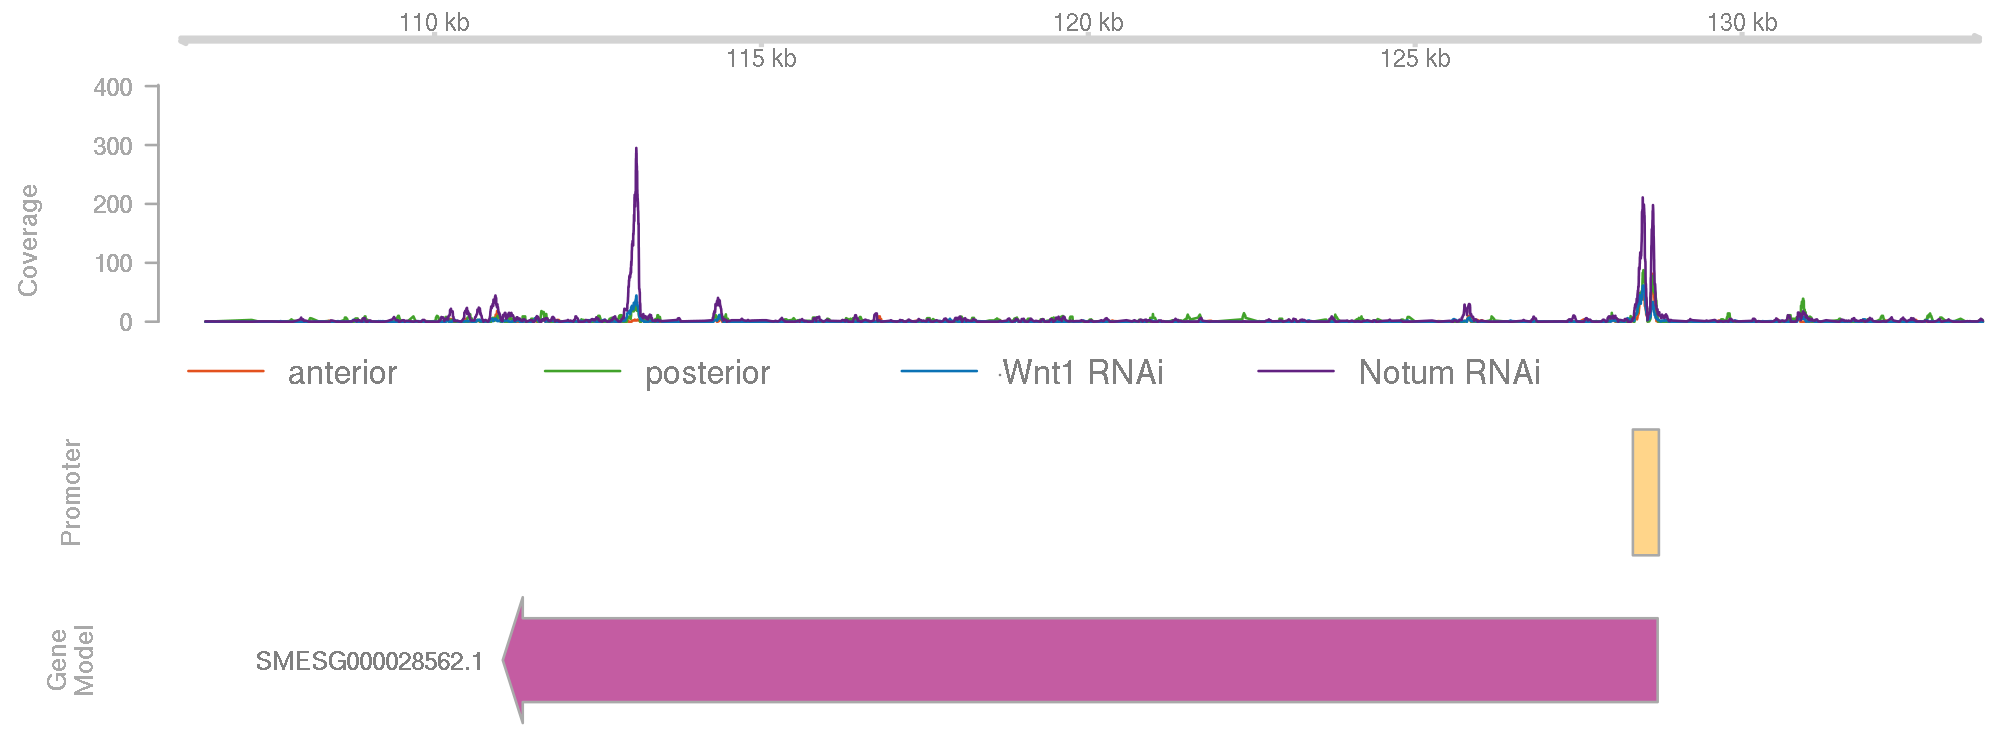 110 kb 120 kb 130 kb
115 kb 125 kb
Coverage
400
300
200
100
0
anterior posterior Wnt1 RNAi Notum RNAi
Promoter
Gene
Model
SMESG000028562.1